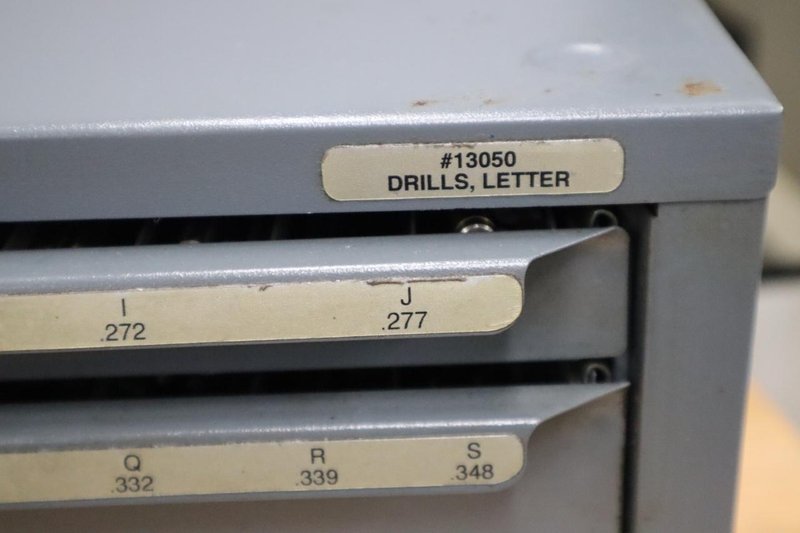 #13050
DRILLS, LETTER
I J
.272 .277
Q R S
.332 .339 .348